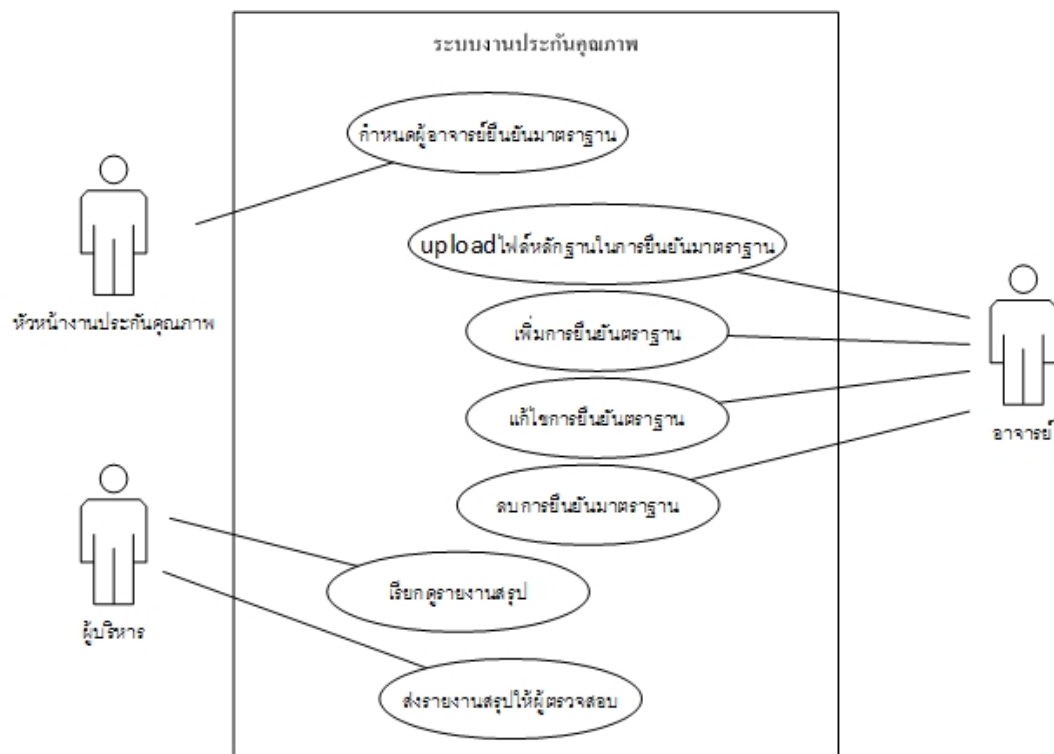 ระบบงานประกันคุณภาพ
กำหนดผู้อาจารย์ยืนยันมาตราฐาน
uploadไฟล์หลักฐานในการยืนยันมาตราฐาน
หัวหน้างานประกันคุณภาพ
เพิ่มการยืนยันตราฐาน
แก้ไขการยืนยันตราฐาน
อาจารย์
ลบการยืนยันมาตราฐาน
เรียกดูรายงานสรุป
ผู้บริหาร
ส่งรายงานสรุปให้ผู้ตรวจสอบ